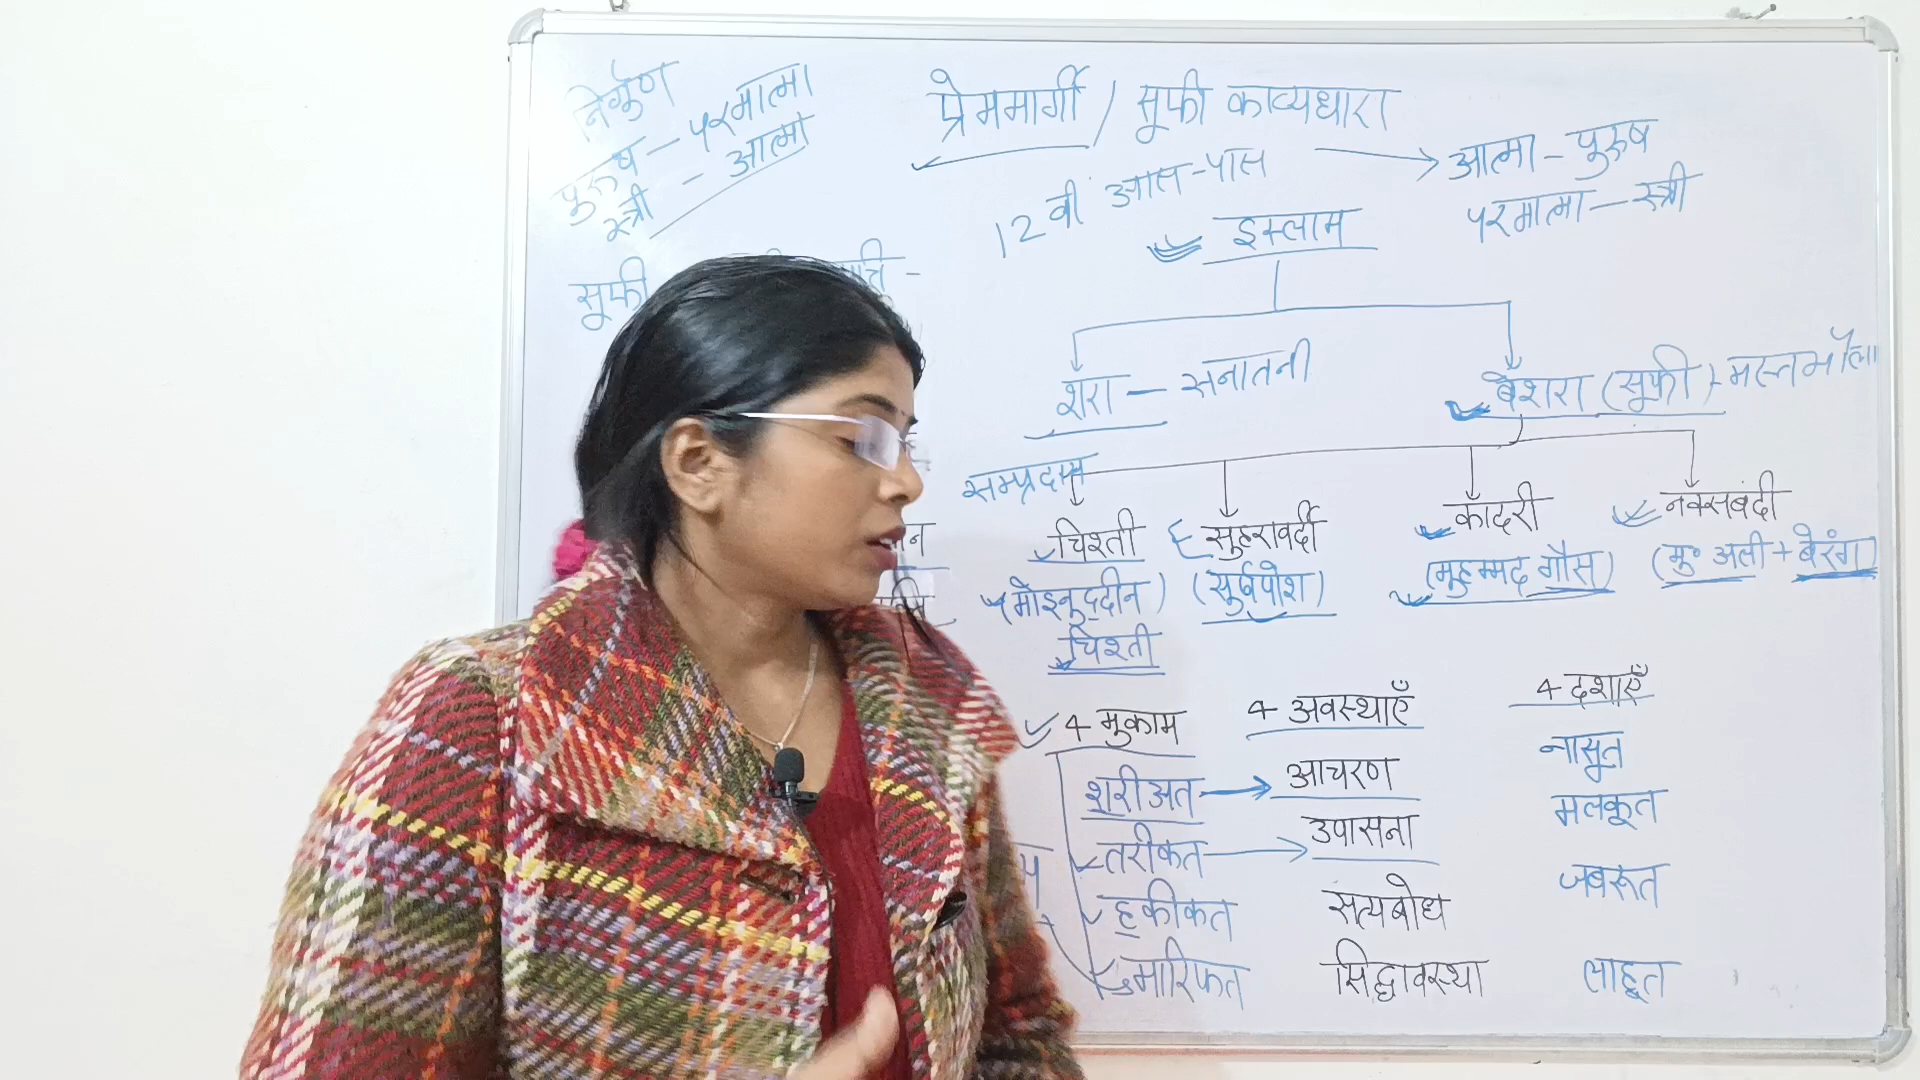 निर्गुण
पुरूष – परमात्मा
स्त्री – आत्मा
प्रेममार्गी / सूफी काव्यधारा
12 वी आस-पास
आत्मा – पुरूष
परमात्मा – स्त्री
इस्लाम
सूफी
शरा – सनातनी
बेशरा (सूफी) – मस्तमौला
सम्प्रदाय
चिश्ती
सुहरावर्दी
कादरी
नक्सबंदी
(मोइनुद्दीन)
चिश्ती
(सुर्खपोश)
(मुहम्मद गौस)
(मु० अली + बेरंग)
4 मुकाम
4 अवस्थाएँ
4 दशाएँ
शरीअत → आचरण
नासूत
तरीकत → उपासना
मलकूत
हकीकत
सत्यबोध
जबरूत
मारिफत
सिद्धावस्था
लाहूत